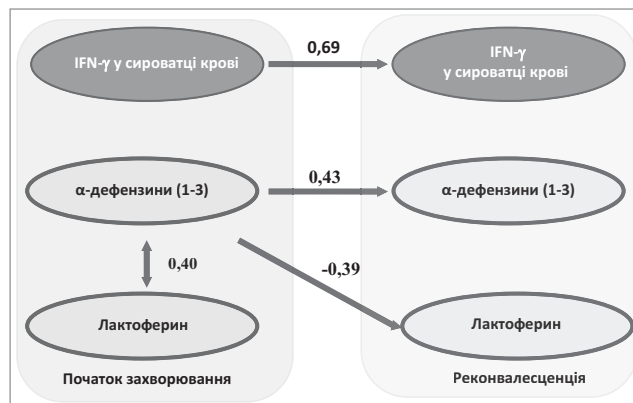 IFN-γ у сироватці крові
0,69
IFN-γ
у сироватці крові
α-дефензини (1-3)
0,43
α-дефензини (1-3)
0,40
-0,39
Лактоферин
Лактоферин
Початок захворювання
Реконвалесценція